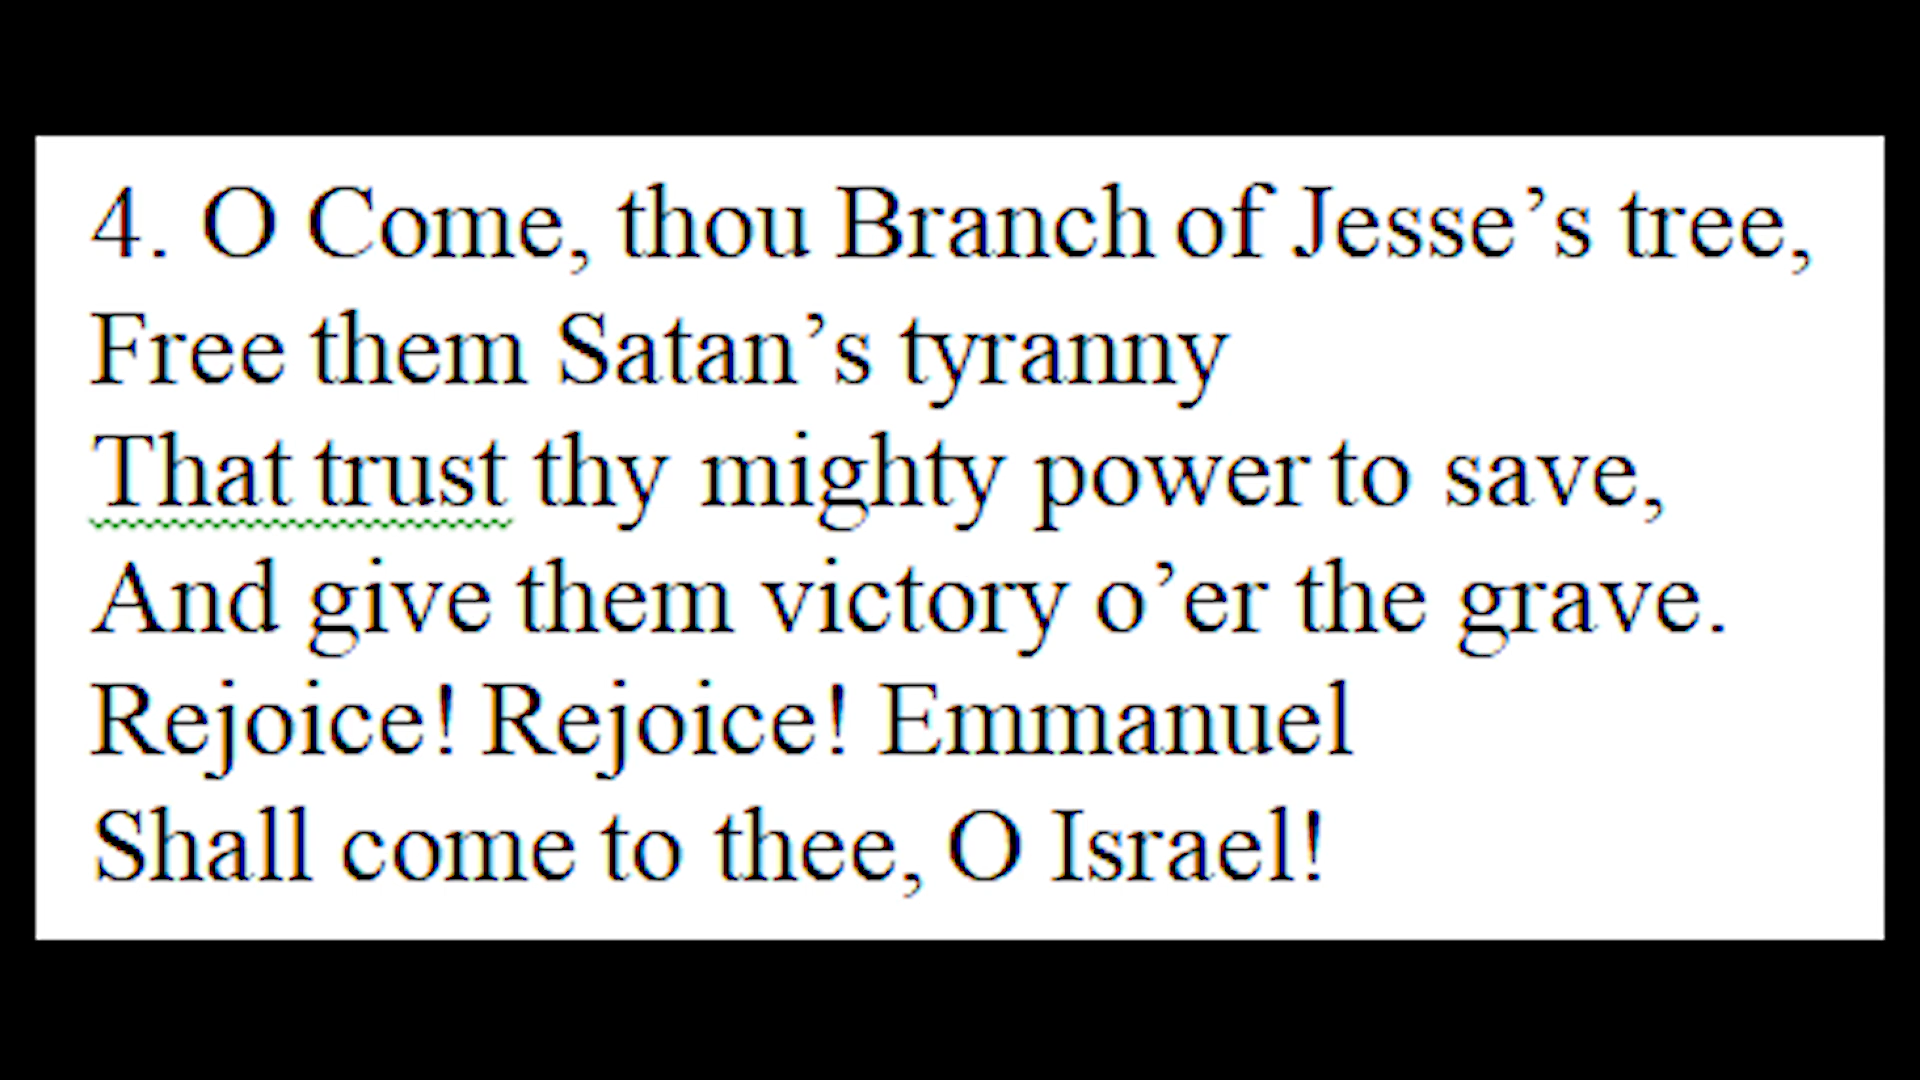 4. O Come, thou Branch of Jesse’s tree,
Free them Satan’s tyranny
That trust thy mighty power to save,
And give them victory o’er the grave.
Rejoice! Rejoice! Emmanuel
Shall come to thee, O Israel!